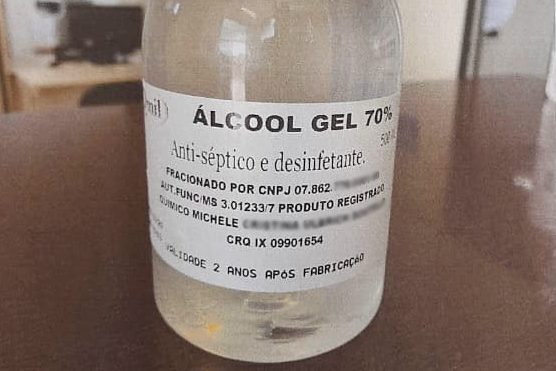 ÁLCOOL GEL 70%
500
Anti-séptico e desinfetante.
FRACIONADO POR CNPJ 07.862.
AUT.FUNC/MS 3.01233/7 PRODUTO REGISTRADO
QUÍMICO MICHELE
CRQ IX 09901654
VALIDADE 2 ANOS APÓS FABRICAÇÃO